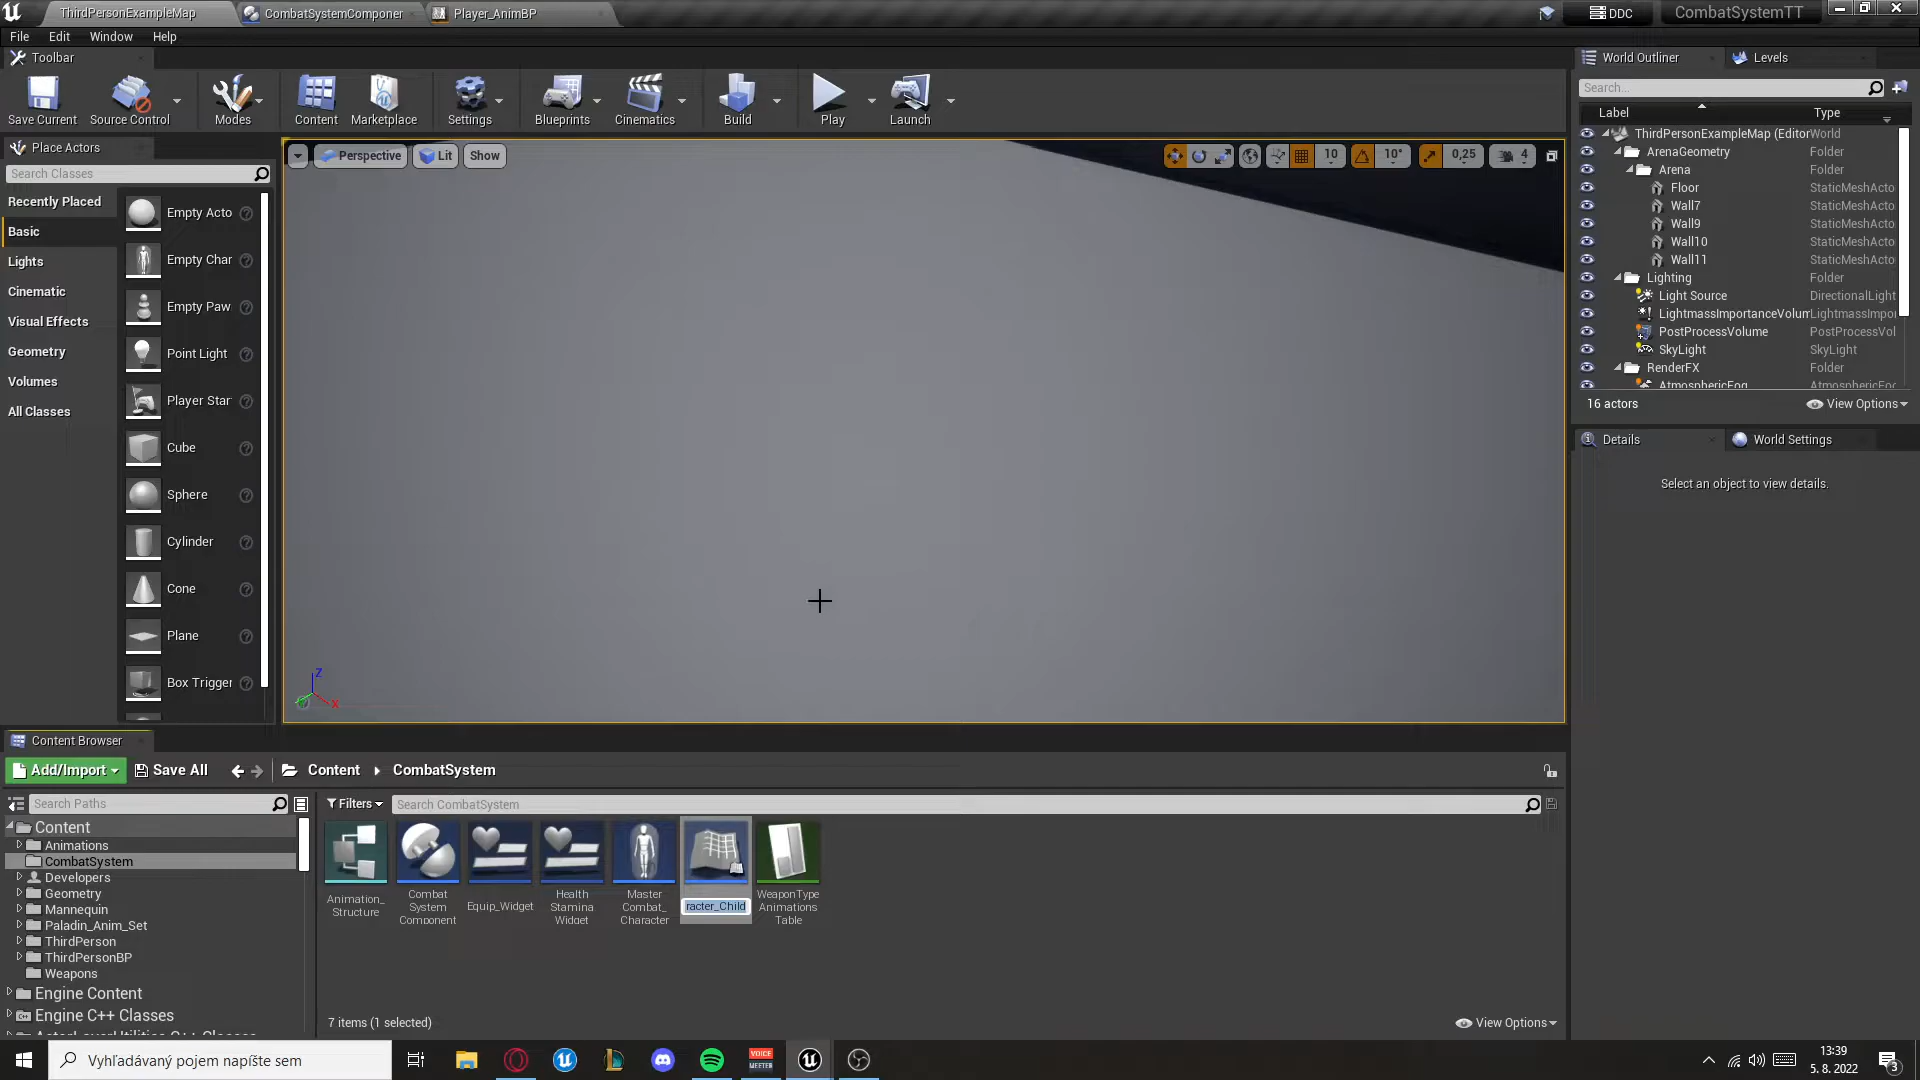 ThirdPersonExampleMap
CombatSystemComponer
Player_AnimBP
DDC
CombatSystemTT
File Edit Window Help
Toolbar
Save Current
Source Control
Modes
Content
Marketplace
Settings
Blueprints
Cinematics
Build
Play
Launch
Place Actors
Search Classes
Recently Placed
Basic
Lights
Cinematic
Visual Effects
Geometry
Volumes
All Classes
Empty Acto
Empty Char
Empty Paw
Point Light
Player Star
Cube
Sphere
Cylinder
Cone
Plane
Box Trigger
Perspective
Lit
Show
10
10°
0,25
4
Z
X
World Outliner
Levels
Search...
Label Type
ThirdPersonExampleMap (Editor World
ArenaGeometry Folder
Arena Folder
Floor StaticMeshActo
Wall7 StaticMeshActo
Wall9 StaticMeshActo
Wall10 StaticMeshActo
Wall11 StaticMeshActo
Lighting Folder
Light Source DirectionalLight
LightmassImportanceVolum LightmassImpor
PostProcessVolume PostProcessVol
SkyLight SkyLight
RenderFX Folder
AtmosphericFog AtmosphericFog
16 actors
View Options
Details
World Settings
Select an object to view details.
Content Browser
Add/Import
Save All
Content
CombatSystem
Search Paths
Filters
Search CombatSystem
Content
Animations
CombatSystem
Developers
Geometry
Mannequin
Paladin_Anim_Set
ThirdPerson
ThirdPersonBP
Weapons
Engine Content
Engine C++ Classes
ActorLayerUtilities C++ Classes
Animation_
Structure
Combat
System
Component
Equip_Widget
Health
Stamina
Widget
Master
Combat_
Character
racter_Child
WeaponType
Animations
Table
7 items (1 selected)
View Options
Vyhľadávaný pojem napíšte sem
VOICE
MEETER
13:39
5. 8. 2022
3